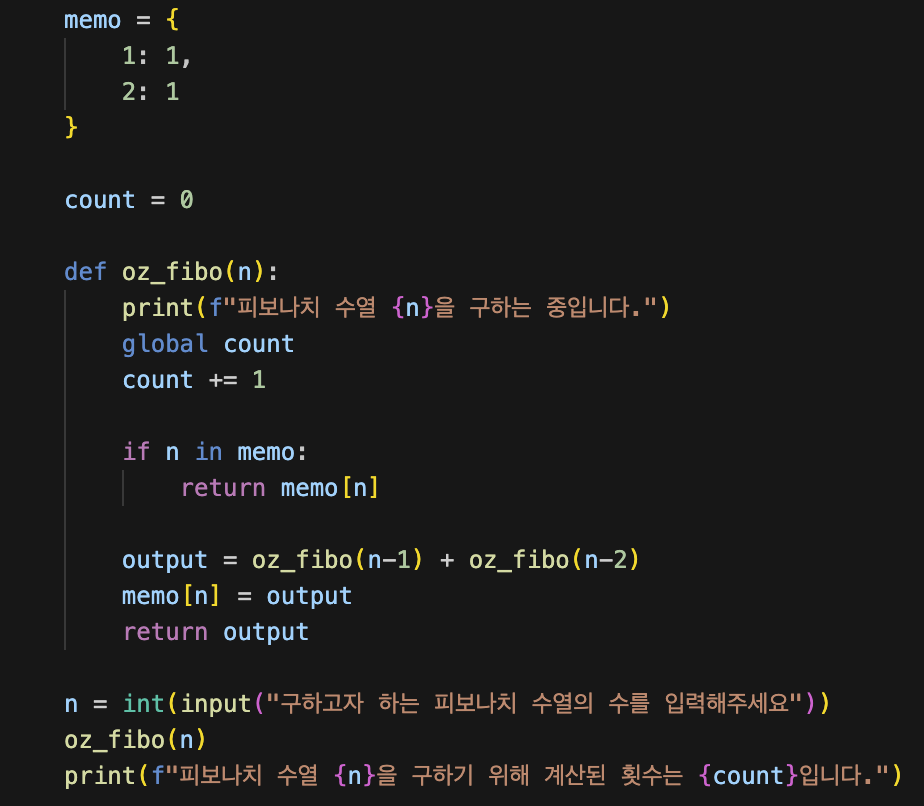 memo = {
    1: 1,
    2: 1
}
count = 0
def oz_fibo(n):
    print(f"피보나치 수열 {n}을 구하는 중입니다.")
    global count
    count += 1
    if n in memo:
        return memo[n]
    output = oz_fibo(n-1) + oz_fibo(n-2)
    memo[n] = output
    return output
n = int(input("구하고자 하는 피보나치 수열의 수를 입력해주세요"))
oz_fibo(n)
print(f"피보나치 수열 {n}을 구하기 위해 계산된 횟수는 {count}입니다.")